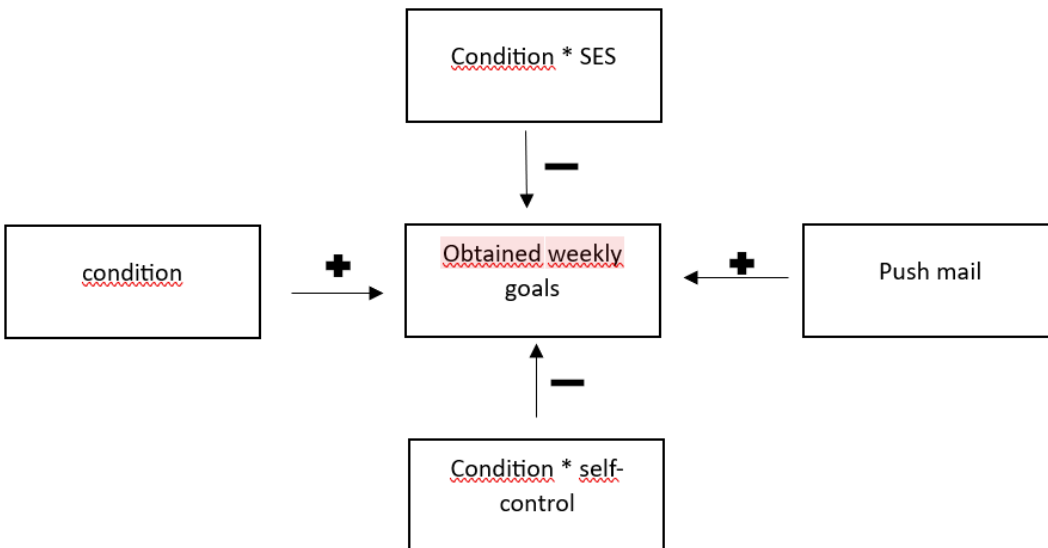 Condition * SES
condition
+
Obtained weekly
goals
+
Push mail
Condition * self-
control